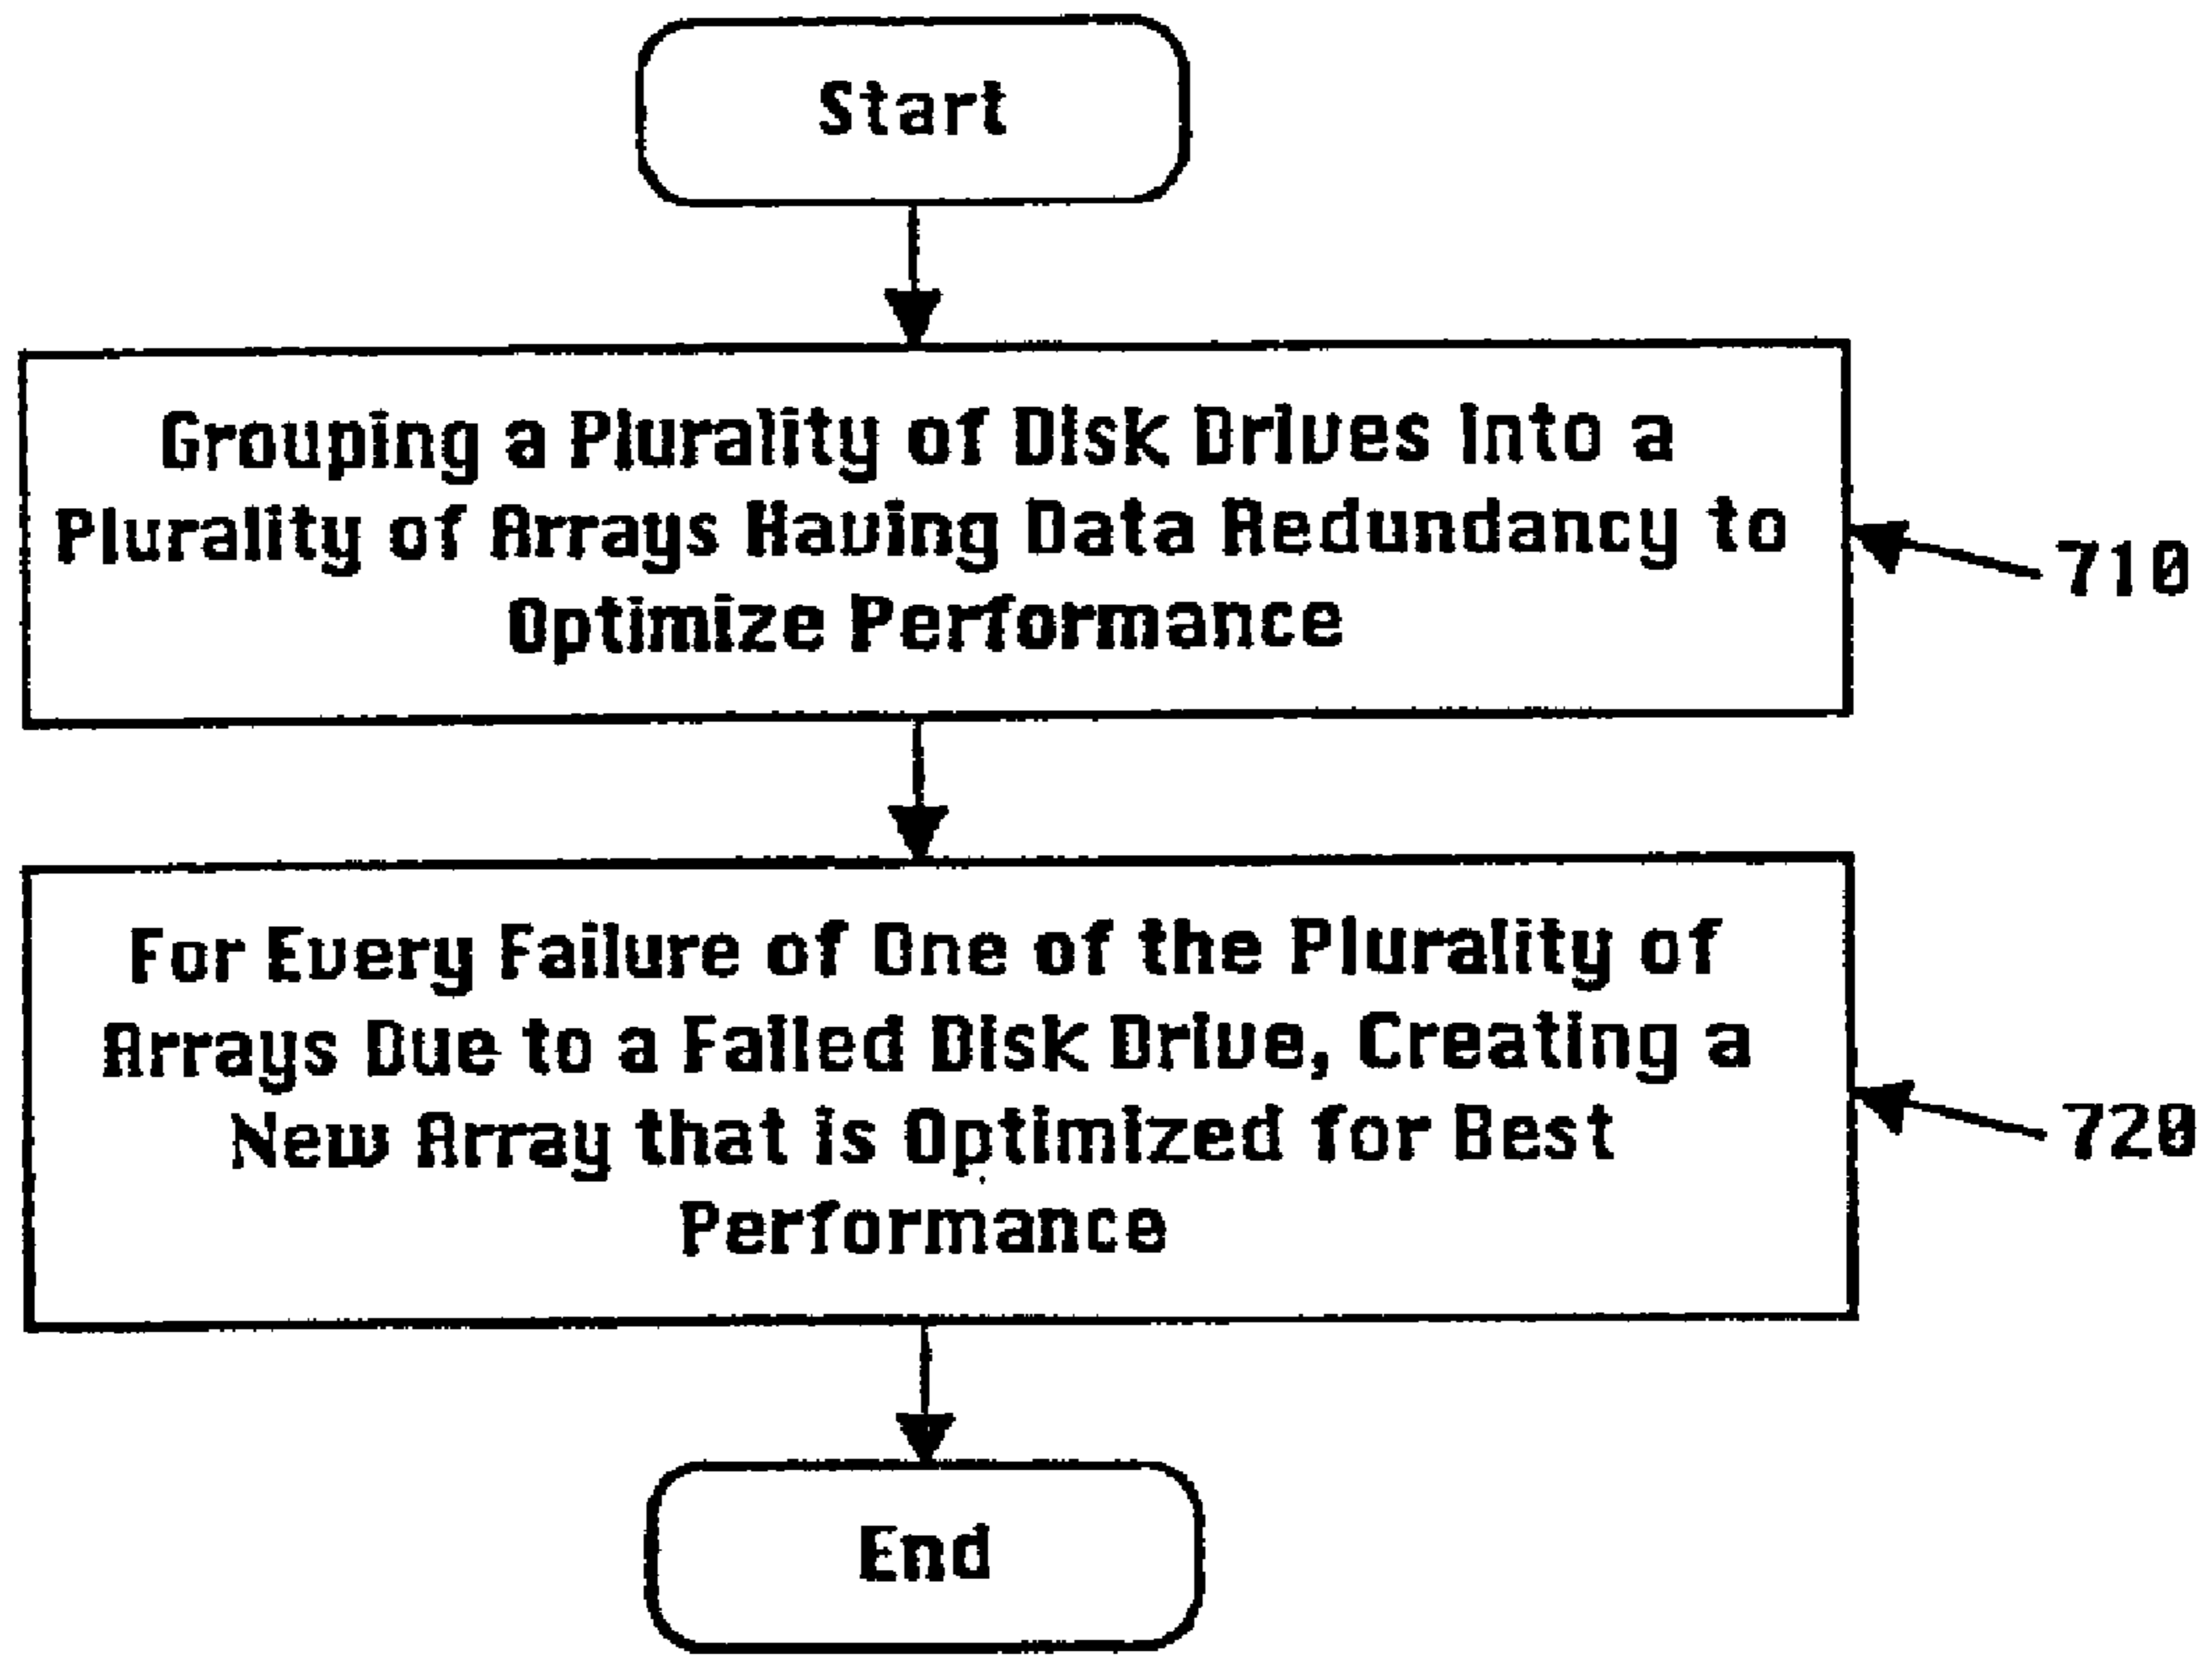 Start
Grouping a Plurality of Disk Drives Into a
Plurality of Arrays Having Data Redundancy to
Optimize Performance
710
For Every Failure of One of the Plurality of
Arrays Due to a Failed Disk Drive, Creating a
New Array that is Optimized for Best
Performance
720
End